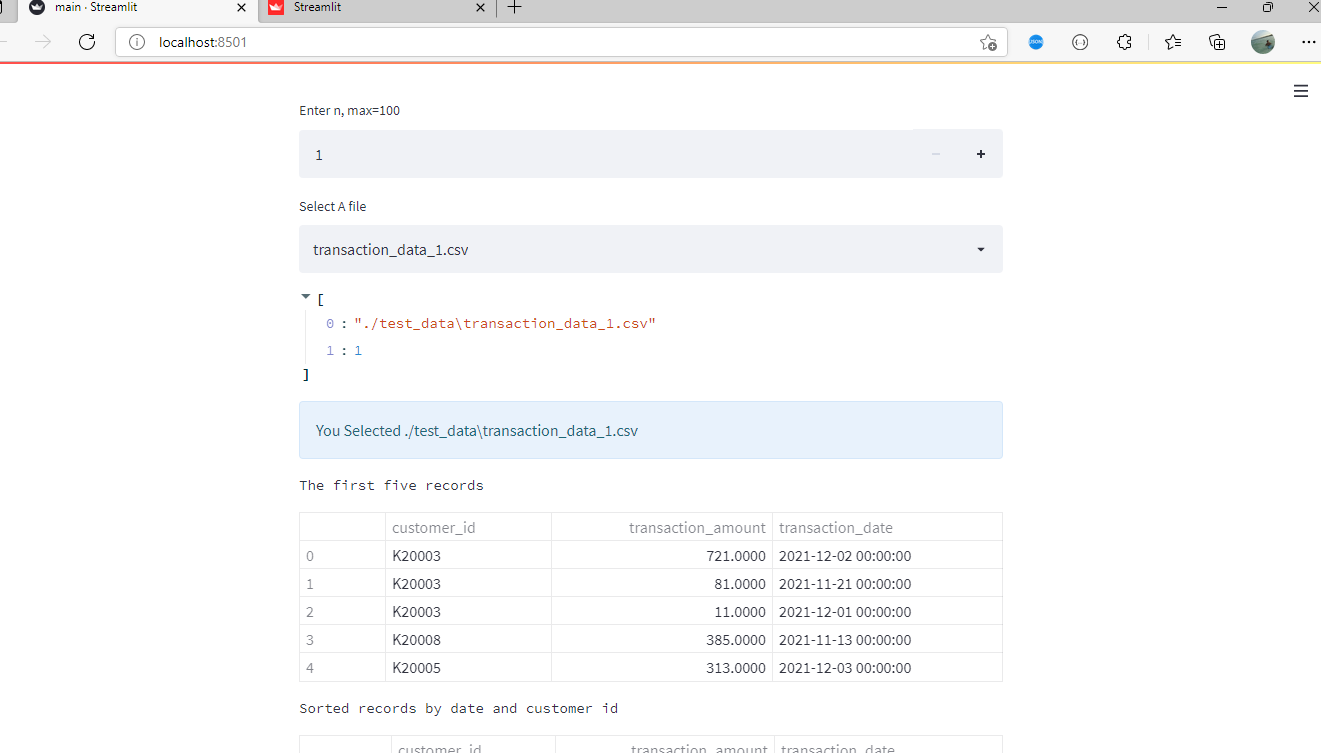 main · Streamlit
Streamlit
localhost:8501
JSON
Enter n, max=100
1
Select A file
transaction_data_1.csv
[
0 : "./test_data\transaction_data_1.csv"
1 : 1
]
You Selected ./test_data\transaction_data_1.csv
The first five records
customer_id transaction_amount transaction_date
0 K20003 721.0000 2021-12-02 00:00:00
1 K20003 81.0000 2021-11-21 00:00:00
2 K20003 11.0000 2021-12-01 00:00:00
3 K20008 385.0000 2021-11-13 00:00:00
4 K20005 313.0000 2021-12-03 00:00:00
Sorted records by date and customer id
customer_id transaction_amount transaction_date